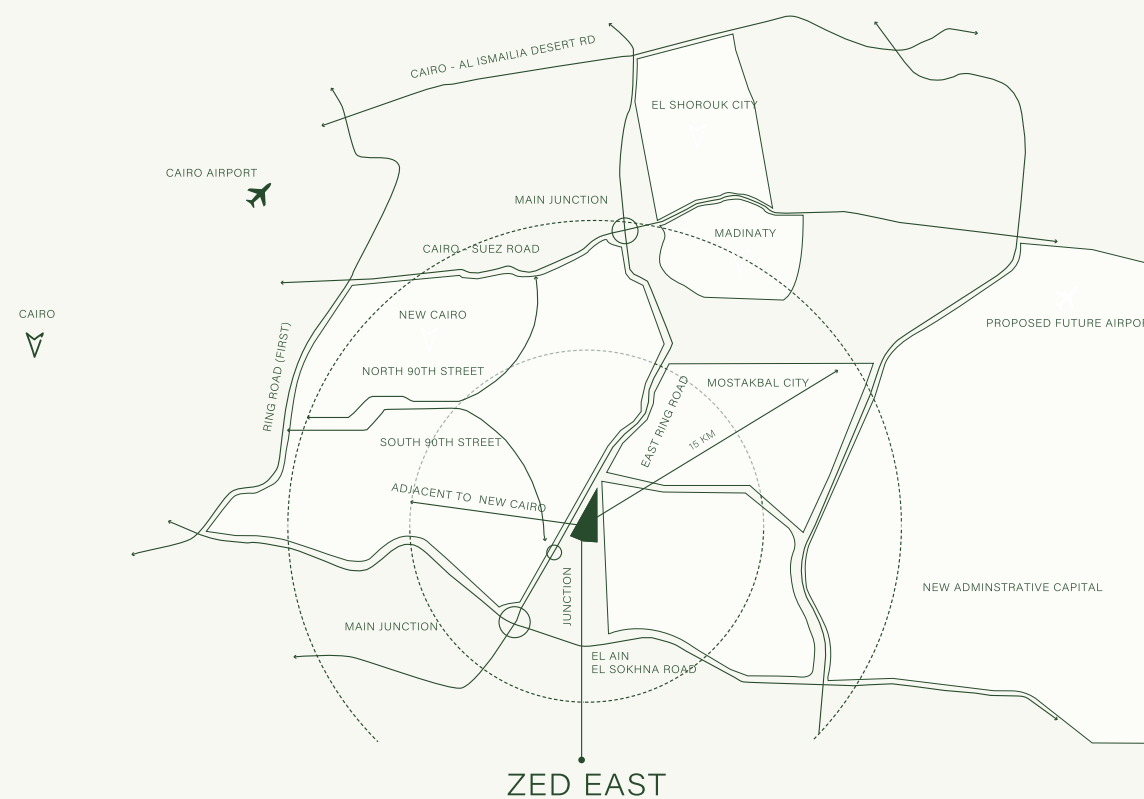 CAIRO - AL ISMAILIA DESERT RD
EL SHOROUK CITY
CAIRO AIRPORT
MAIN JUNCTION
MADINATY
CAIRO - SUEZ ROAD
CAIRO
NEW CAIRO
PROPOSED FUTURE AIRPOR
RING ROAD (FIRST)
NORTH 90TH STREET
MOSTAKBAL CITY
EAST RING ROAD
15 KM
SOUTH 90TH STREET
ADJACENT TO NEW CAIRO
JUNCTION
NEW ADMINSTRATIVE CAPITAL
MAIN JUNCTION
EL AIN
EL SOKHNA ROAD
ZED EAST